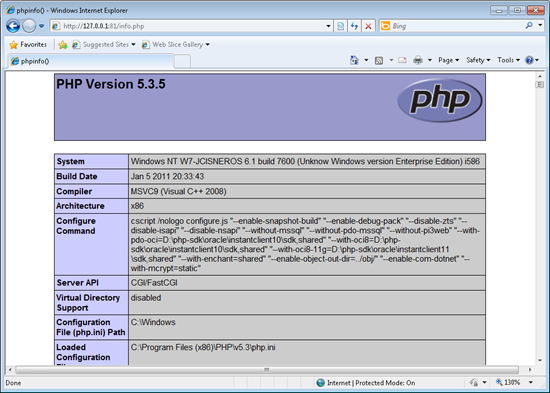 phpinfo() - Windows Internet Explorer
http://127.0.0.1:81/info.php
Bing
Favorites
Suggested Sites
Web Slice Gallery
phpinfo()
Page
Safety
Tools
PHP Version 5.3.5
php
System
Windows NT W7-JCISNEROS 6.1 build 7600 (Unknow Windows version Enterprise Edition) i586
Build Date
Jan 5 2011 20:33:43
Compiler
MSVC9 (Visual C++ 2008)
Architecture
x86
Configure
Command
cscript /nologo configure.js "--enable-snapshot-build" "--enable-debug-pack" "--disable-zts" "--
disable-isapi" "--disable-nsapi" "--without-mssql" "--without-pdo-mssql" "--without-pi3web" "--with-
pdo-oci=D:\php-sdk\oracle\instantclient10\sdk,shared" "--with-oci8=D:\php-
sdk\oracle\instantclient10\sdk,shared" "--with-oci8-11g=D:\php-sdk\oracle\instantclient11
\sdk,shared" "--with-enchant=shared" "--enable-object-out-dir=../obj/" "--enable-com-dotnet" "--
with-mcrypt=static"
Server API
CGI/FastCGI
Virtual Directory
Support
disabled
Configuration
File (php.ini) Path
C:\Windows
Loaded
Configuration
C:\Program Files (x86)\PHP\v5.3\php.ini
Done
Internet | Protected Mode: On
130%